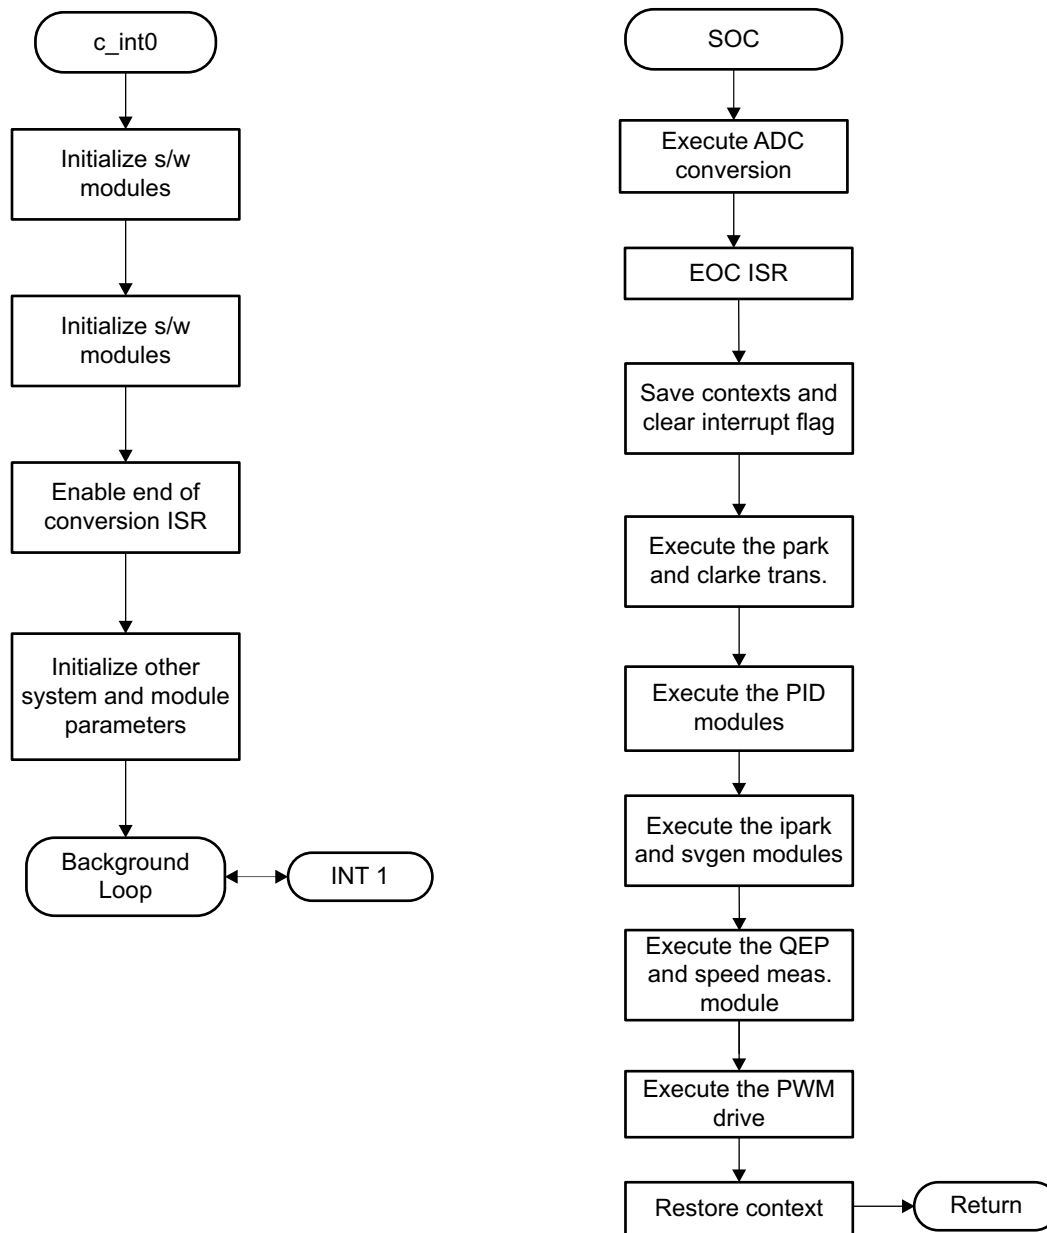 c_int0
Initialize s/w
modules
Initialize s/w
modules
Enable end of
conversion ISR
Initialize other
system and module
parameters
Background
Loop
INT 1
SOC
Execute ADC
conversion
EOC ISR
Save contexts and
clear interrupt flag
Execute the park
and clarke trans.
Execute the PID
modules
Execute the ipark
and svgen modules
Execute the QEP
and speed meas.
module
Execute the PWM
drive
Restore context
Return